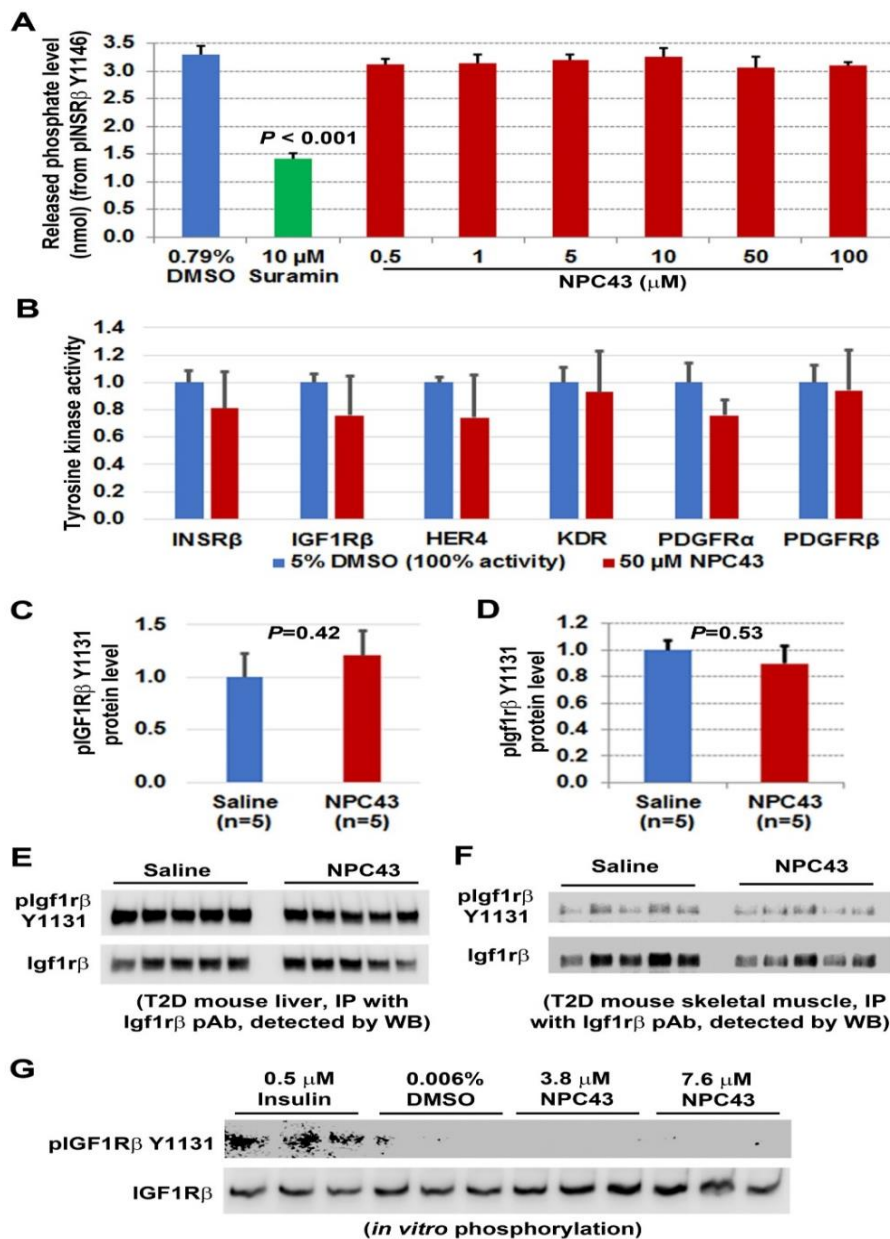 A
Released phosphate level
(nmol) (from pINSRβ Y1146)
3.5
3.0
2.5
2.0
1.5
1.0
0.5
0.0
P < 0.001
0.79%
DMSO
10 µM
Suramin
0.5 1 5 10 50 100
NPC43 (µM)
B
Tyrosine kinase activity
1.4
1.2
1.0
0.8
0.6
0.4
0.2
0.0
INSRβ IGF1Rβ HER4 KDR PDGFRα PDGFRβ
5% DMSO (100% activity) 50 µM NPC43
C
pIGF1Rβ Y1131
protein level
1.5
1.0
0.5
0.0
P=0.42
Saline
(n=5)
NPC43
(n=5)
D
pIgf1rβ Y1131
protein level
1.2
1.0
0.8
0.6
0.4
0.2
0.0
P=0.53
Saline
(n=5)
NPC43
(n=5)
E
Saline NPC43
pIgf1rβ
Y1131
Igf1rβ
(T2D mouse liver, IP with
Igf1rβ pAb, detected by WB)
F
Saline NPC43
pIgf1rβ
Y1131
Igf1rβ
(T2D mouse skeletal muscle, IP
with Igf1rβ pAb, detected by WB)
G
0.5 µM
Insulin
0.006%
DMSO
3.8 µM
NPC43
7.6 µM
NPC43
pIGF1Rβ Y1131
IGF1Rβ
(in vitro phosphorylation)